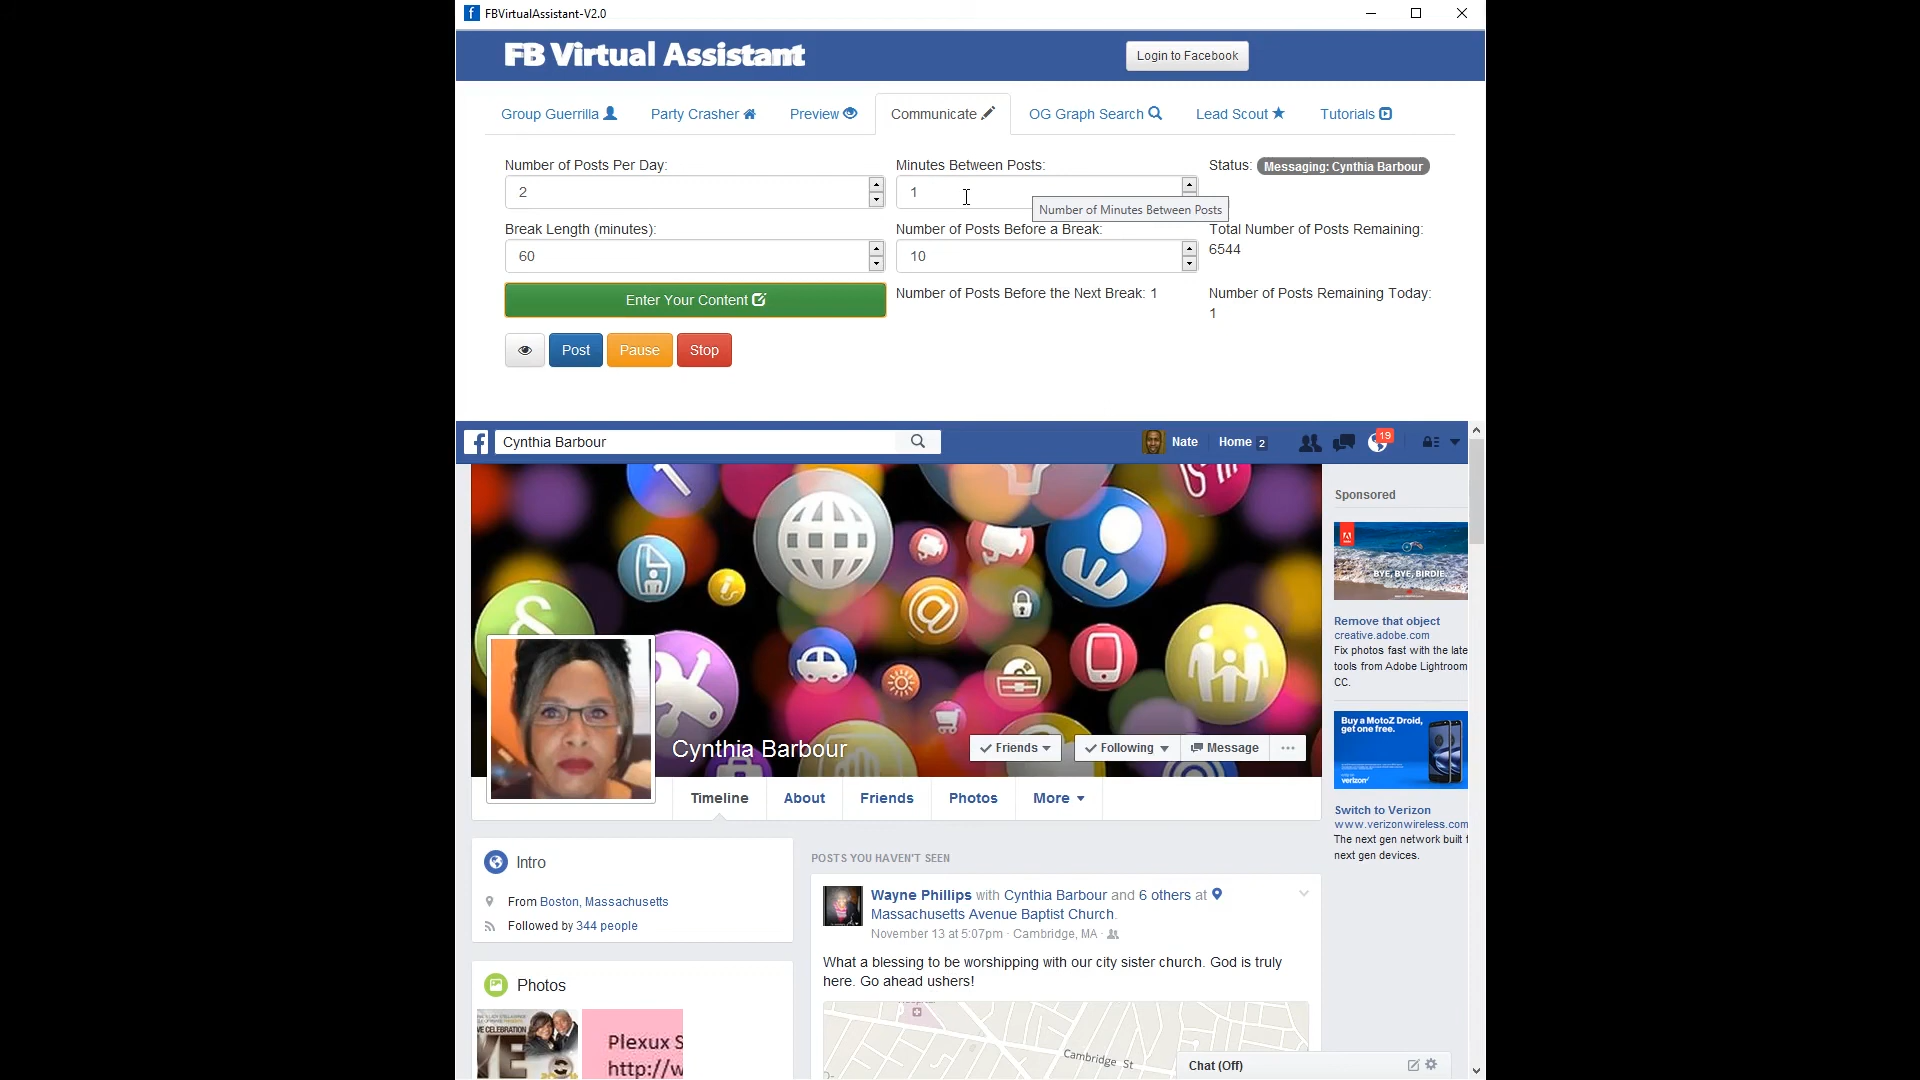 FBVirtualAssistant-V2.0
FB Virtual Assistant
Login to Facebook
Group Guerrilla
Party Crasher
Preview
Communicate
OG Graph Search
Lead Scout
Tutorials
Number of Posts Per Day:
2
Minutes Between Posts:
1
Status: Messaging: Cynthia Barbour
Number of Minutes Between Posts
Break Length (minutes):
60
Number of Posts Before a Break:
10
Total Number of Posts Remaining:
6544
Enter Your Content
Number of Posts Before the Next Break: 1
Number of Posts Remaining Today:
1
Post
Pause
Stop
Cynthia Barbour
Nate
Home 2
19
Cynthia Barbour
Friends
Following
Message
Timeline
About
Friends
Photos
More
Intro
From Boston, Massachusetts
Followed by 344 people
Photos
E CELEBRATION
Plexux S
http://w
POSTS YOU HAVEN'T SEEN
Wayne Phillips with Cynthia Barbour and 6 others at
Massachusetts Avenue Baptist Church.
November 13 at 5:07pm · Cambridge, MA ·
What a blessing to be worshipping with our city sister church. God is truly
here. Go ahead ushers!
Cambridge St
Sponsored
BYE, BYE, BIRDIE.
Remove that object
creative.adobe.com
Fix photos fast with the late
tools from Adobe Lightroom
CC.
Buy a MotoZ Droid,
get one free.
verizon
Switch to Verizon
www.verizonwireless.com
The next gen network built f
next gen devices.
Chat (Off)